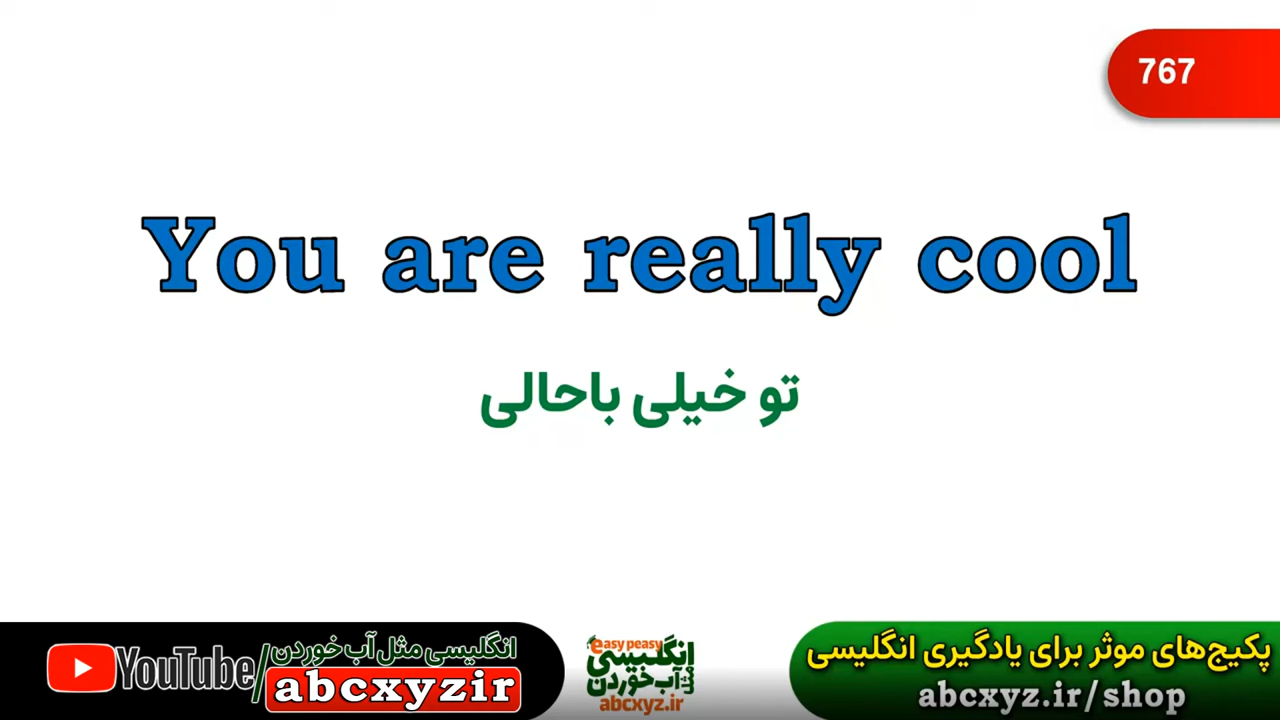 767
You are really cool
تو خیلی باحالی
انگلیسی مثل آب خوردن
YouTube/abcxyzir
easy peasy
انگلیسی
مثل آب خوردن
abcxyz.ir
پکیج‌های موثر برای یادگیری انگلیسی
abcxyz.ir/shop